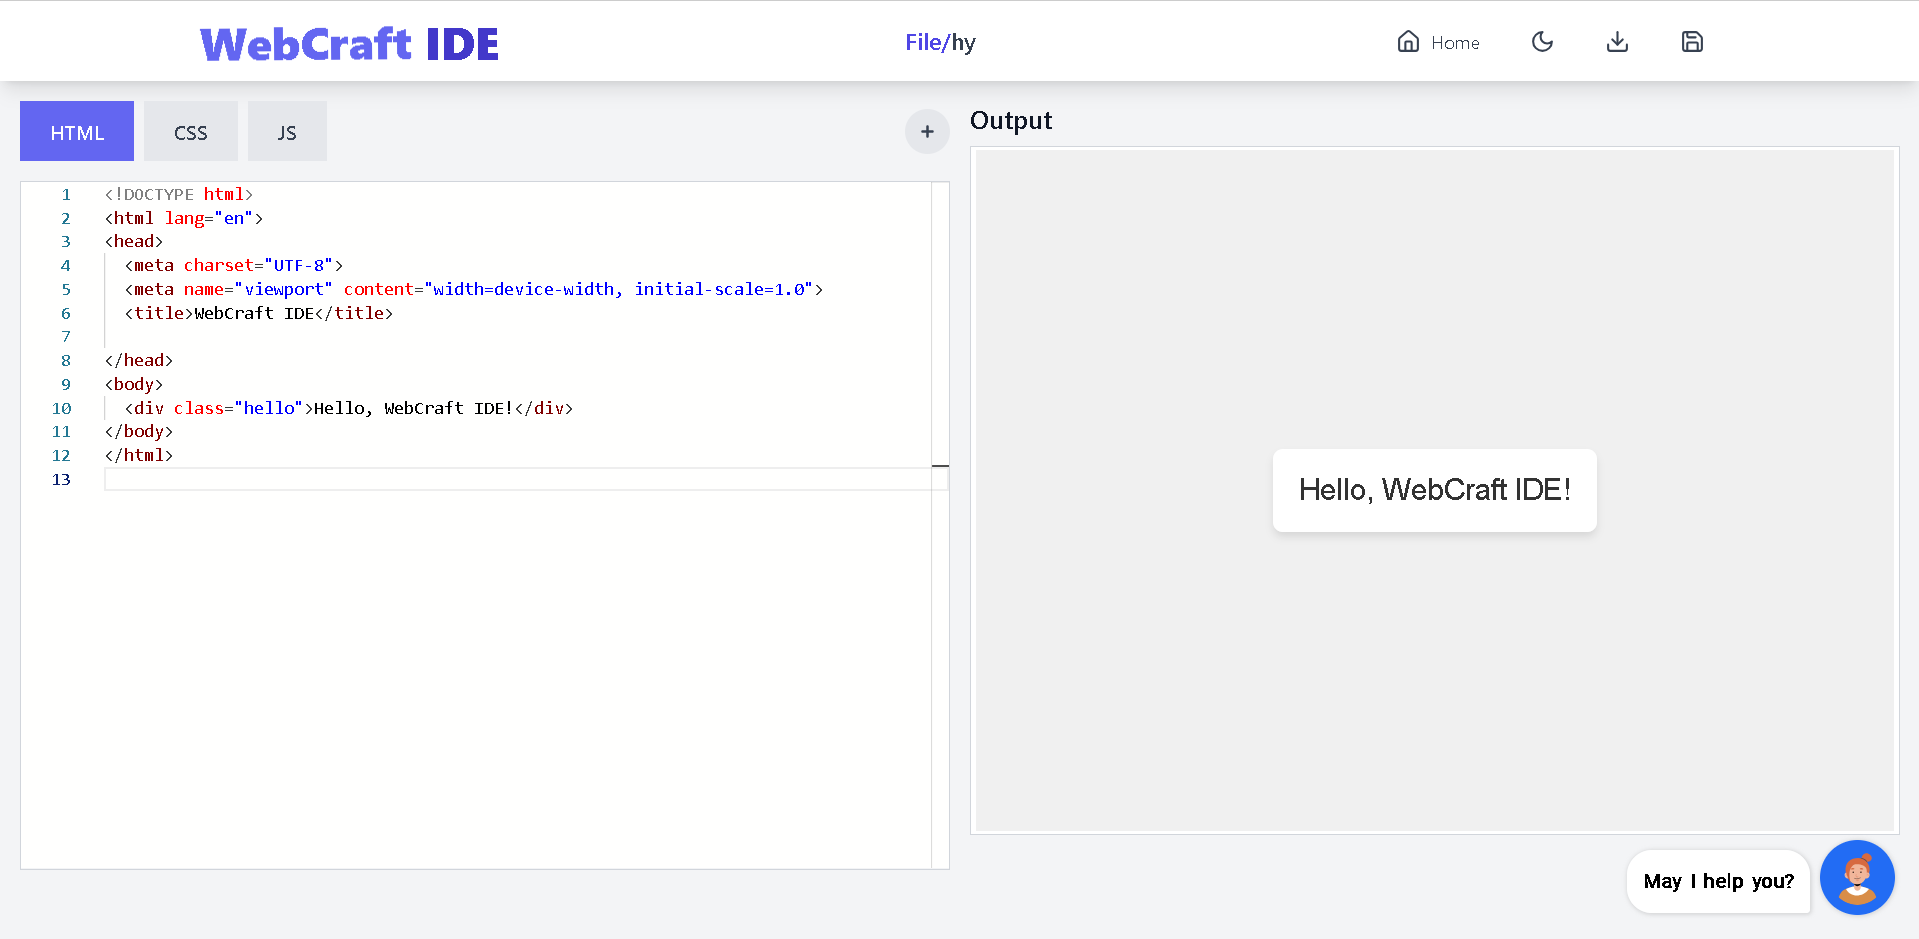 WebCraft IDE
File/hy
Home
HTML
CSS
JS
+
Output
1 <!DOCTYPE html>
2 <html lang="en">
3 <head>
4 <meta charset="UTF-8">
5 <meta name="viewport" content="width=device-width, initial-scale=1.0">
6 <title>WebCraft IDE</title>
7
8 </head>
9 <body>
10 <div class="hello">Hello, WebCraft IDE!</div>
11 </body>
12 </html>
13
Hello, WebCraft IDE!
May I help you?